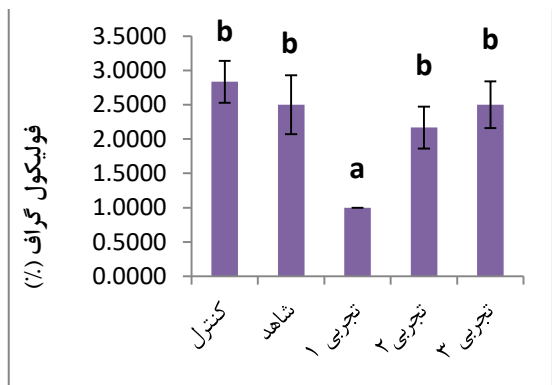 فولیکول گراف (٪)
3.5000
3.0000
2.5000
2.0000
1.5000
1.0000
0.5000
0.0000
b
b
a
b
b
کنترل
شاهد
تجربی ۱
تجربی ۲
تجربی ۳